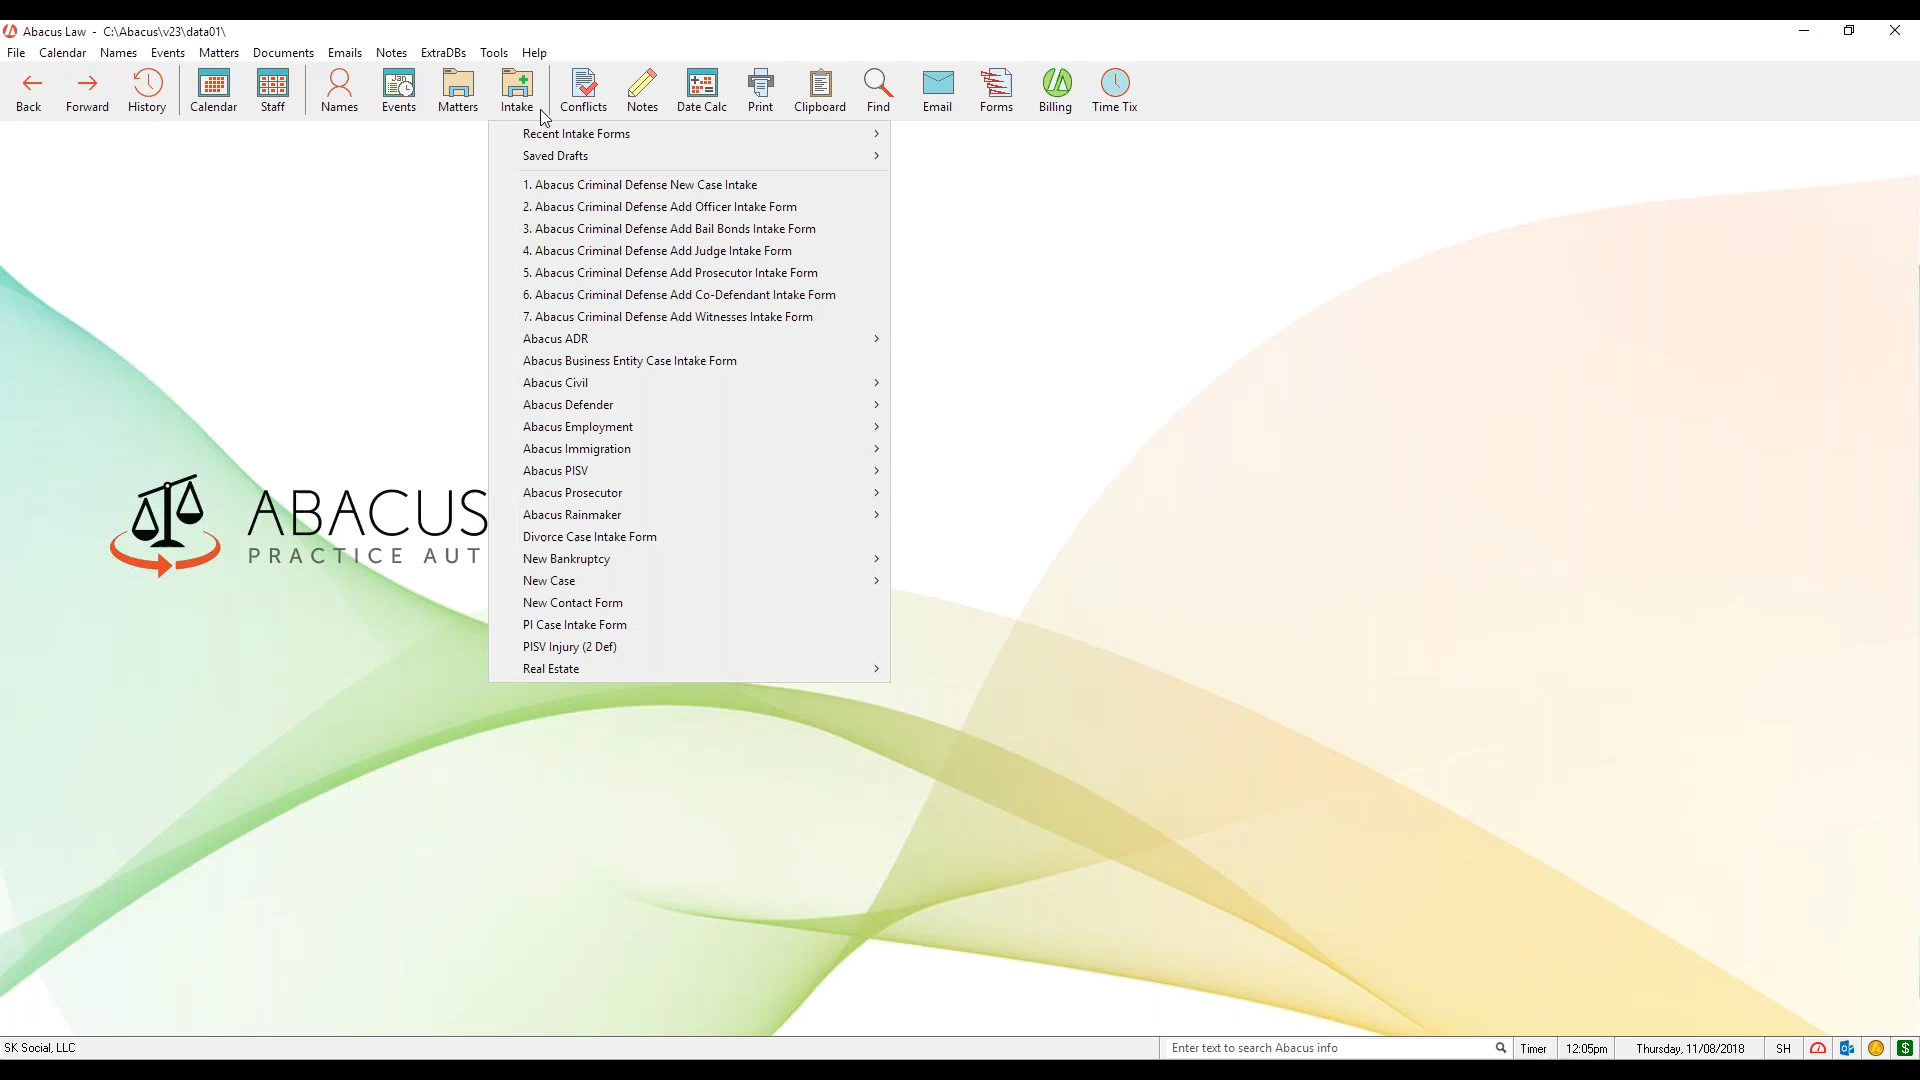 Abacus Law - C:\Abacus\v23\data01\
File Calendar Names Events Matters Documents Emails Notes ExtraDBs Tools Help
Back Forward History Calendar Staff Names Events Matters Intake Conflicts Notes Date Calc Print Clipboard Find Email Forms Billing Time Tix
Recent Intake Forms
Saved Drafts
1. Abacus Criminal Defense New Case Intake
2. Abacus Criminal Defense Add Officer Intake Form
3. Abacus Criminal Defense Add Bail Bonds Intake Form
4. Abacus Criminal Defense Add Judge Intake Form
5. Abacus Criminal Defense Add Prosecutor Intake Form
6. Abacus Criminal Defense Add Co-Defendant Intake Form
7. Abacus Criminal Defense Add Witnesses Intake Form
Abacus ADR
Abacus Business Entity Case Intake Form
Abacus Civil
Abacus Defender
Abacus Employment
Abacus Immigration
Abacus PISV
Abacus Prosecutor
Abacus Rainmaker
Divorce Case Intake Form
New Bankruptcy
New Case
New Contact Form
PI Case Intake Form
PISV Injury (2 Def)
Real Estate
ABACUS
PRACTICE AUT
SK Social, LLC Enter text to search Abacus info Timer 12:05pm Thursday, 11/08/2018 SH